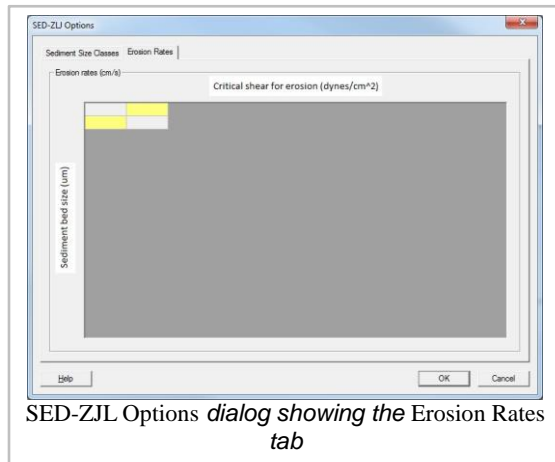 SED-ZLJ Options
Sediment Size Classes Erosion Rates
Erosion rates (cm/s)
Critical shear for erosion (dynes/cm^2)
Sediment bed size (um)
Help OK Cancel
SED-ZJL Options dialog showing the Erosion Rates
tab